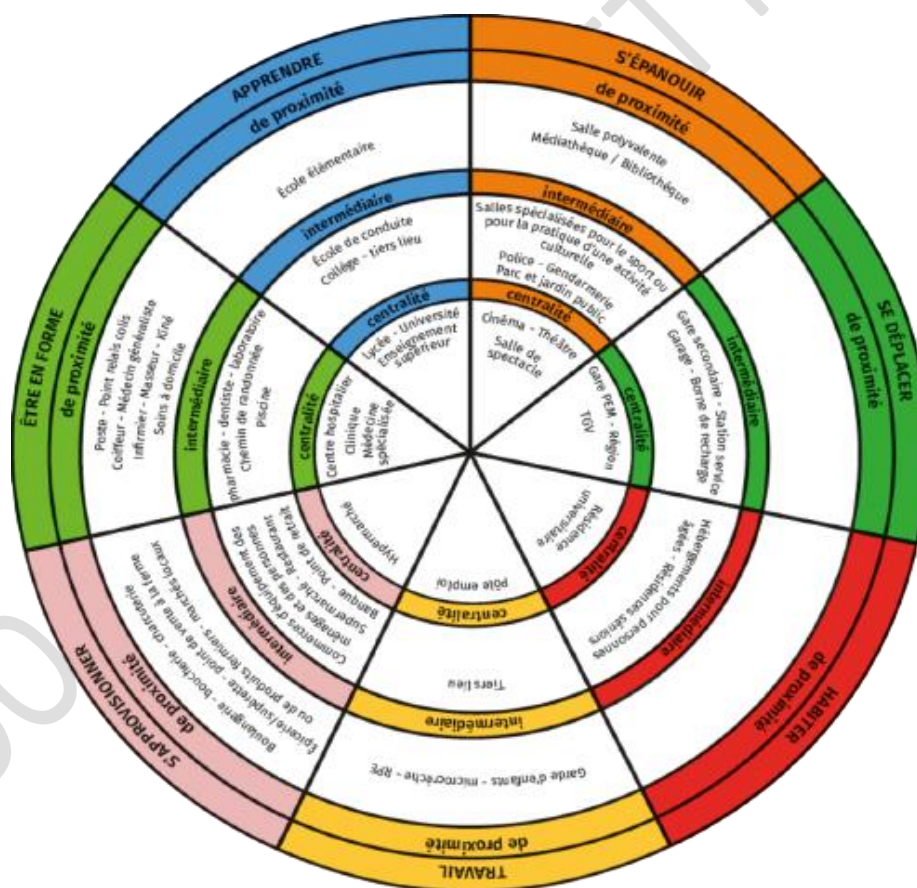 APPRENDRE
de proximité
École élémentaire
intermédiaire
École de conduite
Collège - tiers lieu
centralité
Lycée - Université
Enseignement
supérieur
S'ÉPANOUIR
de proximité
Salle polyvalente
Médiathèque / Bibliothèque
intermédiaire
Salles spécialisées pour le sport ou
pour la pratique d'une activité
culturelle
Police - Gendarmerie
Parc et jardin public
centralité
Cinéma - Théâtre
Salle de
spectacle
SE DÉPLACER
de proximité
intermédiaire
Gare secondaire - Station service
Garage - Borne de recharge
centralité
Gare PEM - Région
TGV
HABITER
de proximité
intermédiaire
Hébergements pour personnes
âgées - Résidences séniors
centralité
Résidence
universitaire
TRAVAIL
de proximité
Garde d'enfants - microcrèche - RPE
intermédiaire
Tiers lieu
centralité
pôle emploi
S'APPROVISIONNER
de proximité
Boulangerie - boucherie - charcuterie
Épicerie/supérette - point de vente à la ferme
ou de produits fermiers - marchés locaux
intermédiaire
Commerces d'équipement des
ménages et des personnes
Supermarché - Restaurant
Banque - Point de retrait
centralité
Hypermarché
ÊTRE EN FORME
de proximité
Poste - Point relais colis
Coiffeur - Médecin généraliste
Infirmier - Masseur - Kiné
Soins à domicile
intermédiaire
pharmacie - dentiste - laboratoire
Chemin de randonnée
Piscine
centralité
Centre hospitalier
Clinique
Médecine
spécialisée